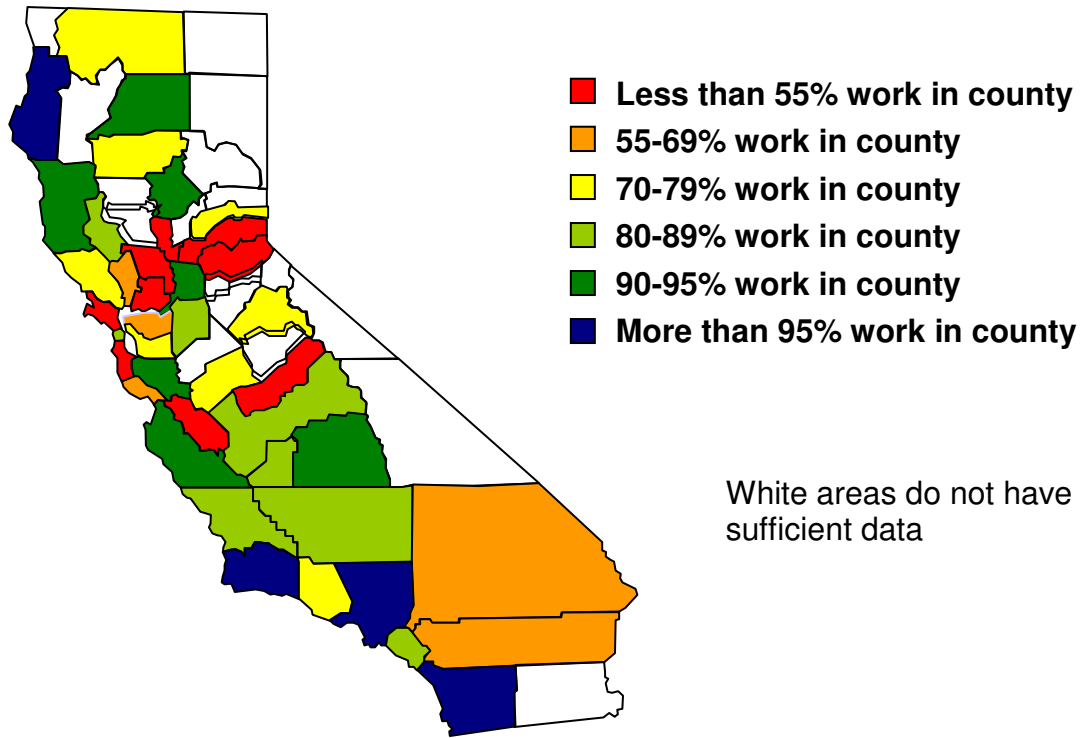 Less than 55% work in county
55-69% work in county
70-79% work in county
80-89% work in county
90-95% work in county
More than 95% work in county
White areas do not have
sufficient data